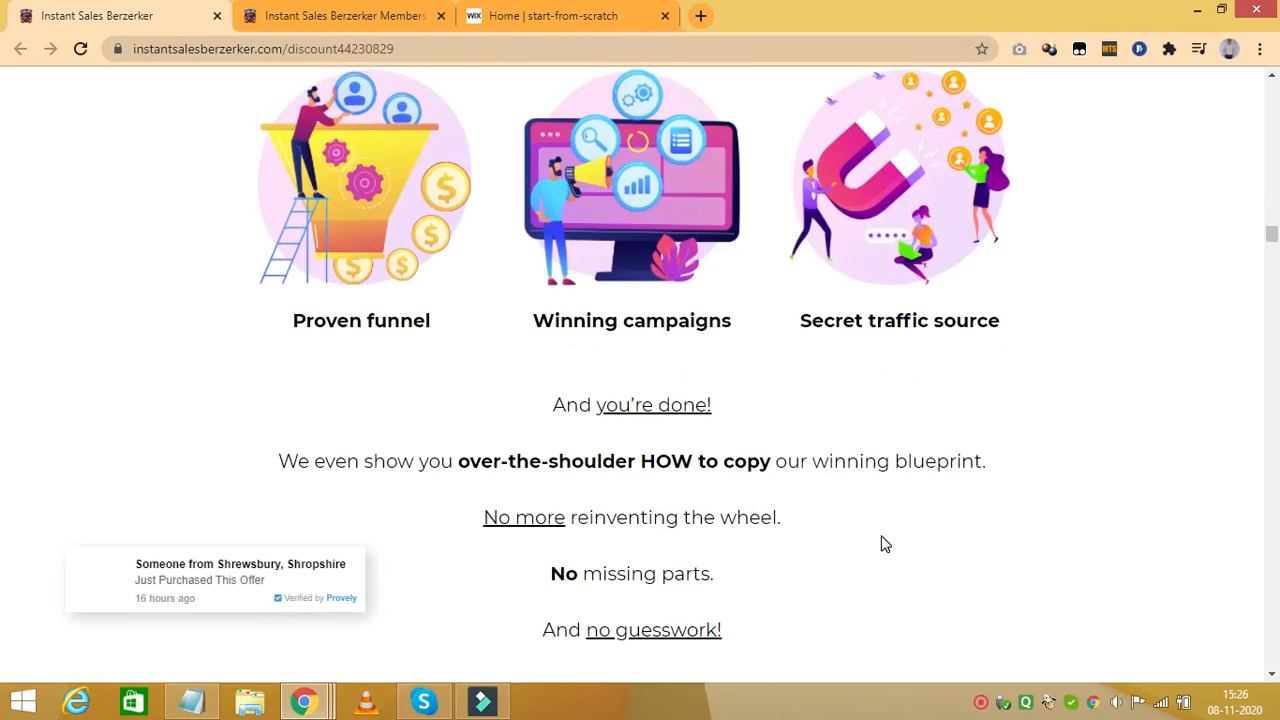 Instant Sales Berzerker
Instant Sales Berzerker Members
WIX
Home | start-from-scratch
instantsalesberzerker.com/discount44230829
MTS
Proven funnel
Winning campaigns
Secret traffic source
And you’re done!
We even show you over-the-shoulder HOW to copy our winning blueprint.
No more reinventing the wheel.
Someone from Shrewsbury, Shropshire
Just Purchased This Offer
16 hours ago
Verified by Provely
No missing parts.
And no guesswork!
15:26
08-11-2020